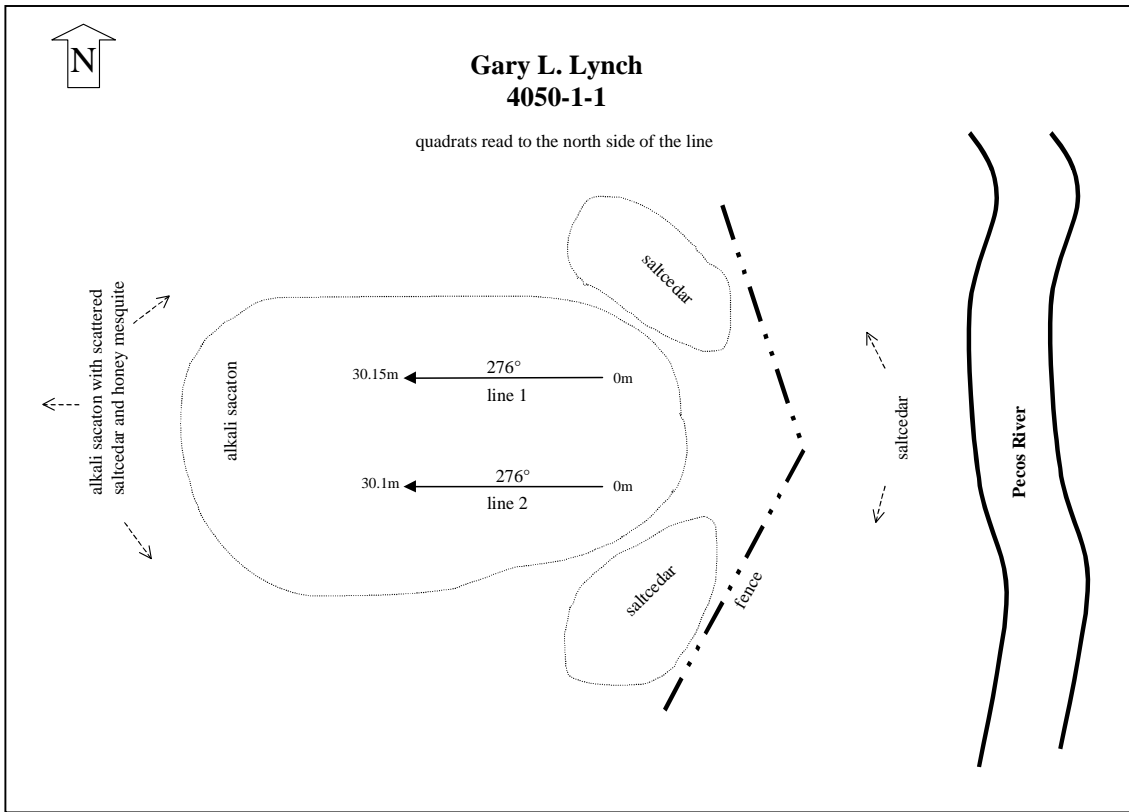 N
Gary L. Lynch
4050-1-1
quadrats read to the north side of the line
saltcedar
alkali sacaton with scattered
saltcedar and honey mesquite
alkali sacaton
30.15m
276°
0m
line 1
saltcedar
Pecos River
30.1m
276°
0m
line 2
saltcedar
fence